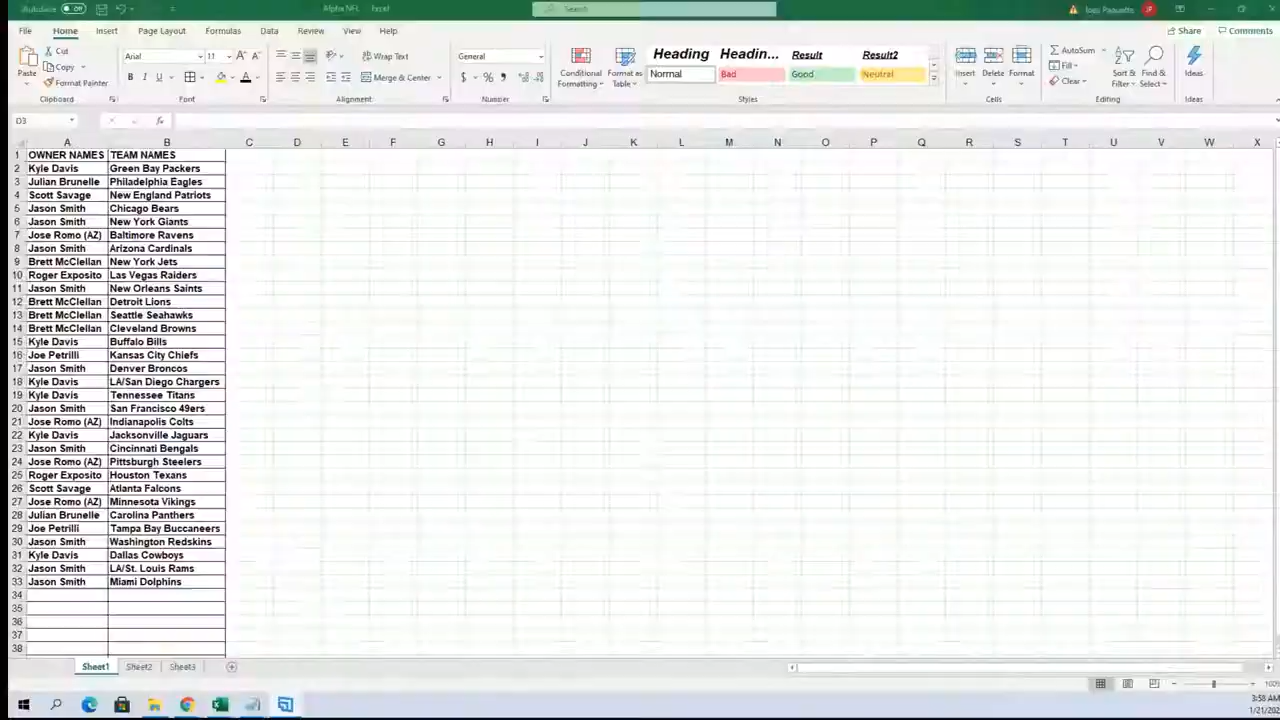 AutoSave Off Alpha NFL - Excel Search JP
File Home Insert Page Layout Formulas Data Review View Help Share Comments
Paste Cut Copy Format Painter Clipboard
Arial 11 B I U A Font
Wrap Text Merge & Center Alignment
General $ % Number
Conditional Formatting Format as Table
Heading Headin... Result Result2
Normal Bad Good Neutral Styles
Insert Delete Format Cells
AutoSum Fill Clear Sort & Filter Find & Select Editing
Ideas Ideas
D3 fx
A B C D E F G H I J K L M N O P Q R S T U V W X
1 OWNER NAMES TEAM NAMES
2 Kyle Davis Green Bay Packers
3 Julian Brunelle Philadelphia Eagles
4 Scott Savage New England Patriots
5 Jason Smith Chicago Bears
6 Jason Smith New York Giants
7 Jose Romo (AZ) Baltimore Ravens
8 Jason Smith Arizona Cardinals
9 Brett McClellan New York Jets
10 Roger Exposito Las Vegas Raiders
11 Jason Smith New Orleans Saints
12 Brett McClellan Detroit Lions
13 Brett McClellan Seattle Seahawks
14 Brett McClellan Cleveland Browns
15 Kyle Davis Buffalo Bills
16 Joe Petrilli Kansas City Chiefs
17 Jason Smith Denver Broncos
18 Kyle Davis LA/San Diego Chargers
19 Kyle Davis Tennessee Titans
20 Jason Smith San Francisco 49ers
21 Jose Romo (AZ) Indianapolis Colts
22 Kyle Davis Jacksonville Jaguars
23 Jason Smith Cincinnati Bengals
24 Jose Romo (AZ) Pittsburgh Steelers
25 Roger Exposito Houston Texans
26 Scott Savage Atlanta Falcons
27 Jose Romo (AZ) Minnesota Vikings
28 Julian Brunelle Carolina Panthers
29 Joe Petrilli Tampa Bay Buccaneers
30 Jason Smith Washington Redskins
31 Kyle Davis Dallas Cowboys
32 Jason Smith LA/St. Louis Rams
33 Jason Smith Miami Dolphins
34
35
36
37
38
Sheet1 Sheet2 Sheet3
3:58 AM